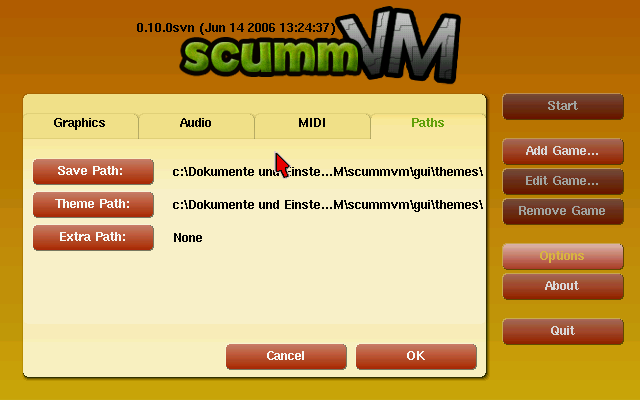 0.10.0svn (Jun 14 2006 13:24:37)
scummVM
Graphics Audio MIDI Paths
Save Path: c:\Dokumente und Einste...M\scummvm\gui\themes\
Theme Path: c:\Dokumente und Einste...M\scummvm\gui\themes\
Extra Path: None
Cancel OK
Start
Add Game...
Edit Game...
Remove Game
Options
About
Quit